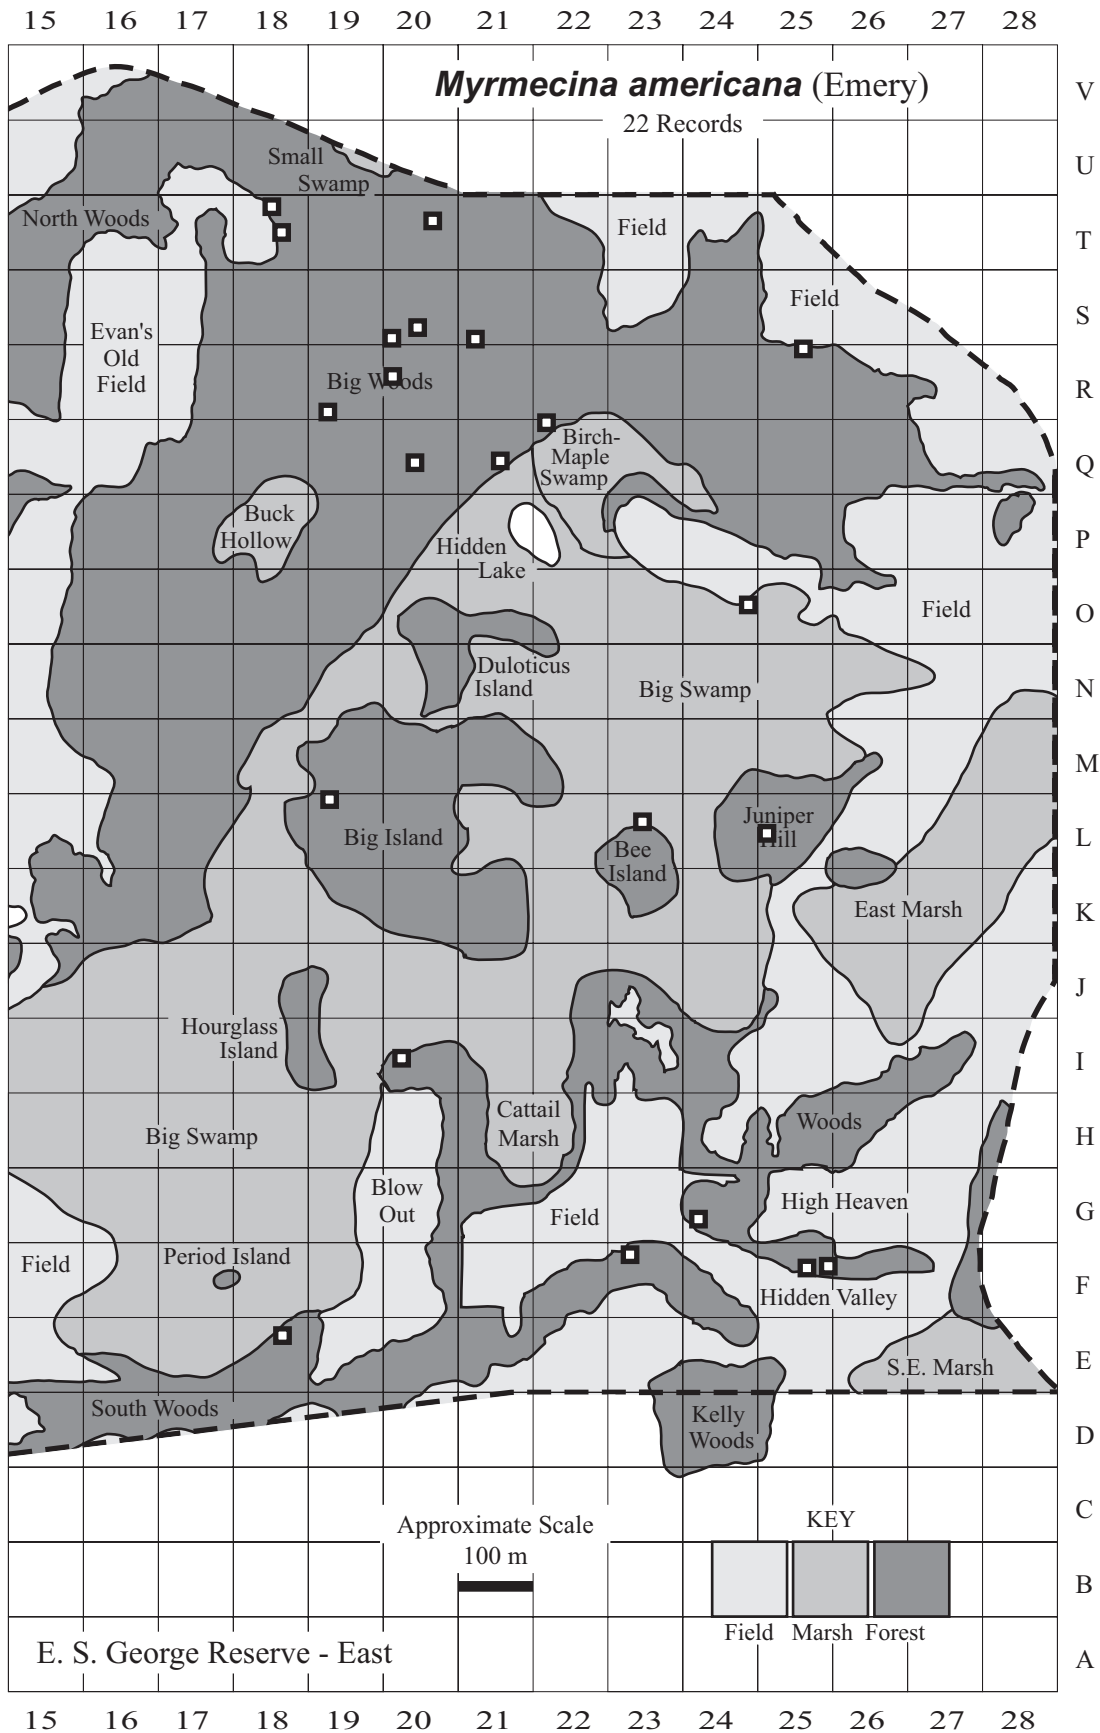 15 16 17 18 19 20 21 22 23 24 25 26 27 28
Myrmecina americana (Emery)
V
22 Records
Small
Swamp
U
North Woods
Field
T
Field
S
Evan's
Old
Field
Big Woods
R
Birch-
Maple
Swamp
Q
Buck
Hollow
Hidden
Lake
P
Field
O
Duloticus
Island
Big Swamp
N
M
Juniper
Hill
Big Island
L
Bee
Island
East Marsh
K
J
Hourglass
Island
I
Cattail
Marsh
Woods
Big Swamp
H
Blow
Out
High Heaven
Field
G
Field
Period Island
F
Hidden Valley
S.E. Marsh
E
South Woods
Kelly
Woods
D
Approximate Scale
100 m
KEY
C
B
Field Marsh Forest
E. S. George Reserve - East
A
15 16 17 18 19 20 21 22 23 24 25 26 27 28